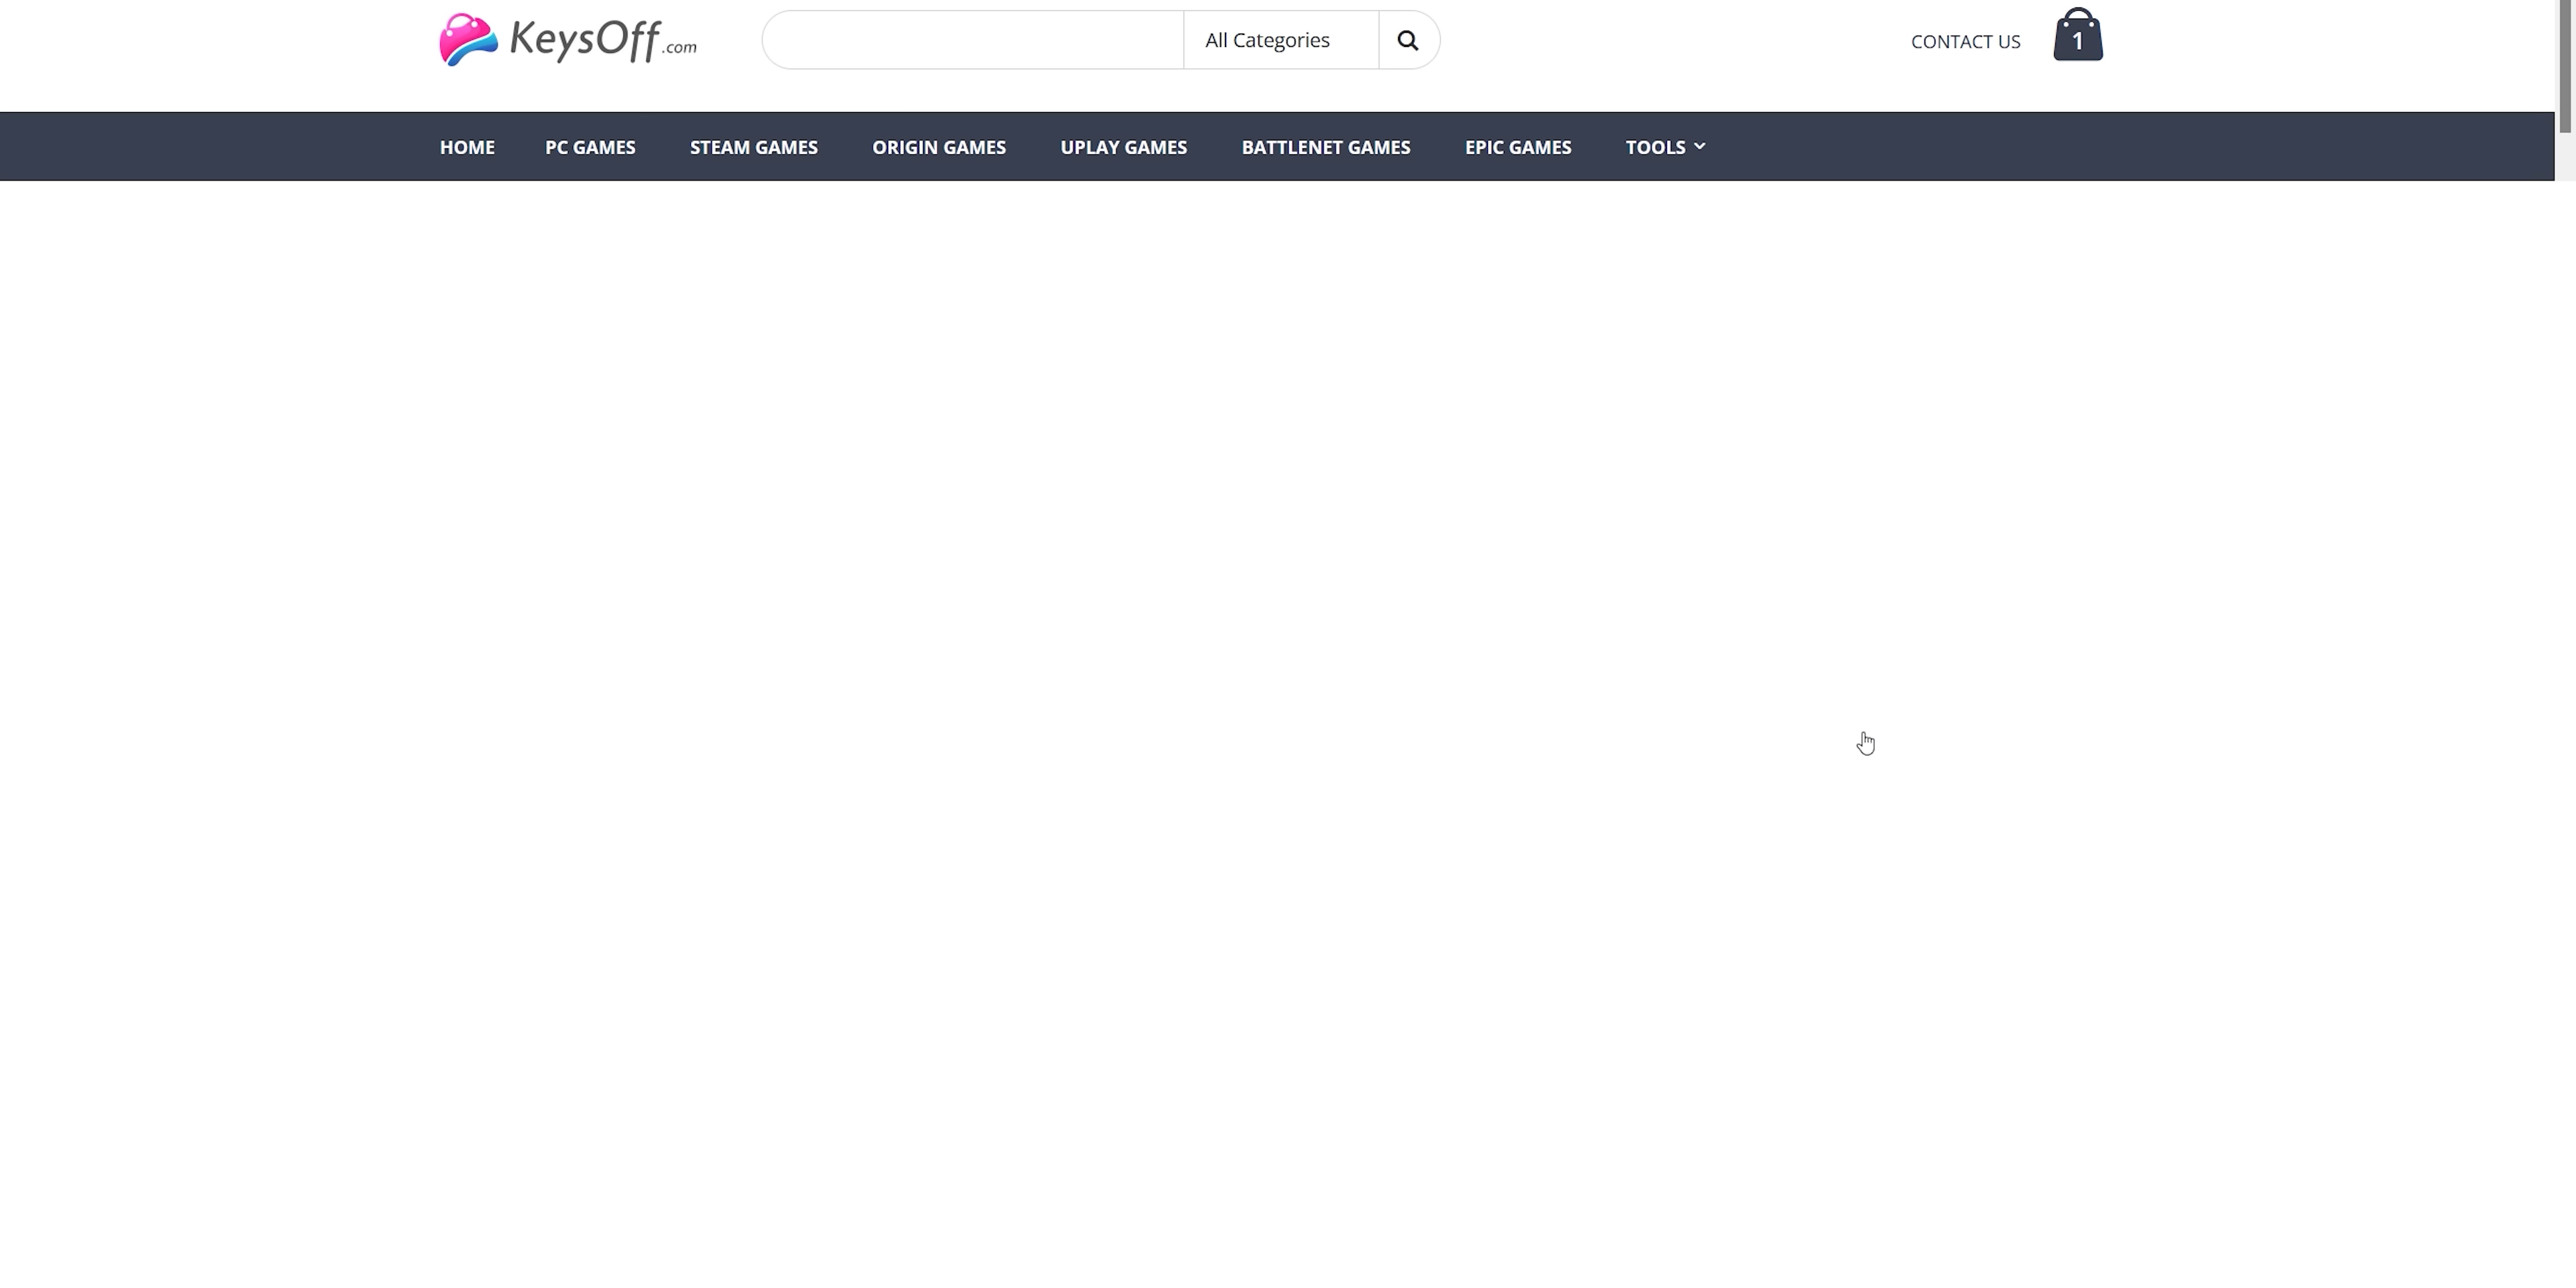 KeysOff.com
All Categories
CONTACT US
1
HOME PC GAMES STEAM GAMES ORIGIN GAMES UPLAY GAMES BATTLENET GAMES EPIC GAMES TOOLS